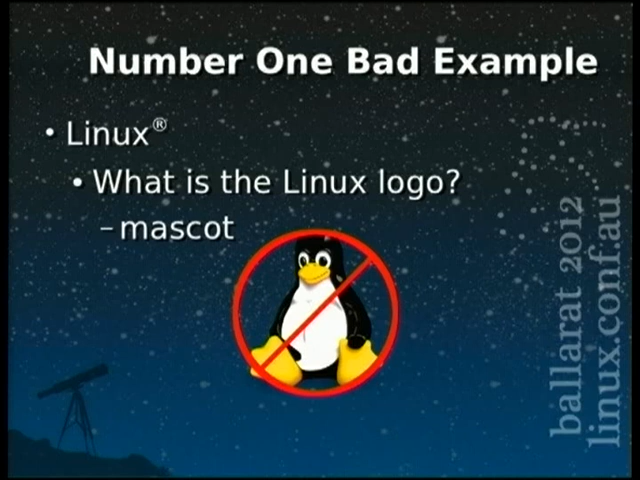 Number One Bad Example
• Linux®
• What is the Linux logo?
– mascot
ballarat 2012
linux.conf.au